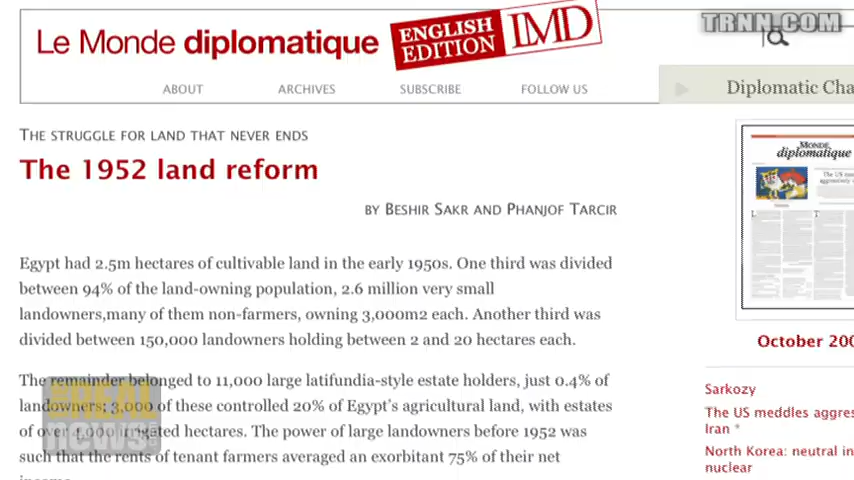 TRNN.COM
Le Monde diplomatique
ENGLISH EDITION LMD
ABOUT ARCHIVES SUBSCRIBE FOLLOW US
Diplomatic Cha
THE STRUGGLE FOR LAND THAT NEVER ENDS
The 1952 land reform
BY BESHIR SAKR AND PHANJOF TARCIR
Egypt had 2.5m hectares of cultivable land in the early 1950s. One third was divided
between 94% of the land-owning population, 2.6 million very small
landowners,many of them non-farmers, owning 3,000m2 each. Another third was
divided between 150,000 landowners holding between 2 and 20 hectares each.
The remainder belonged to 11,000 large latifundia-style estate holders, just 0.4% of
landowners; 3,000 of these controlled 20% of Egypt's agricultural land, with estates
of over 4,000 irrigated hectares. The power of large landowners before 1952 was
such that the rents of tenant farmers averaged an exorbitant 75% of their net
MONDE
diplomatique
October 200
Sarkozy
The US meddles aggres
Iran *
North Korea: neutral in
nuclear
THE REAL
news